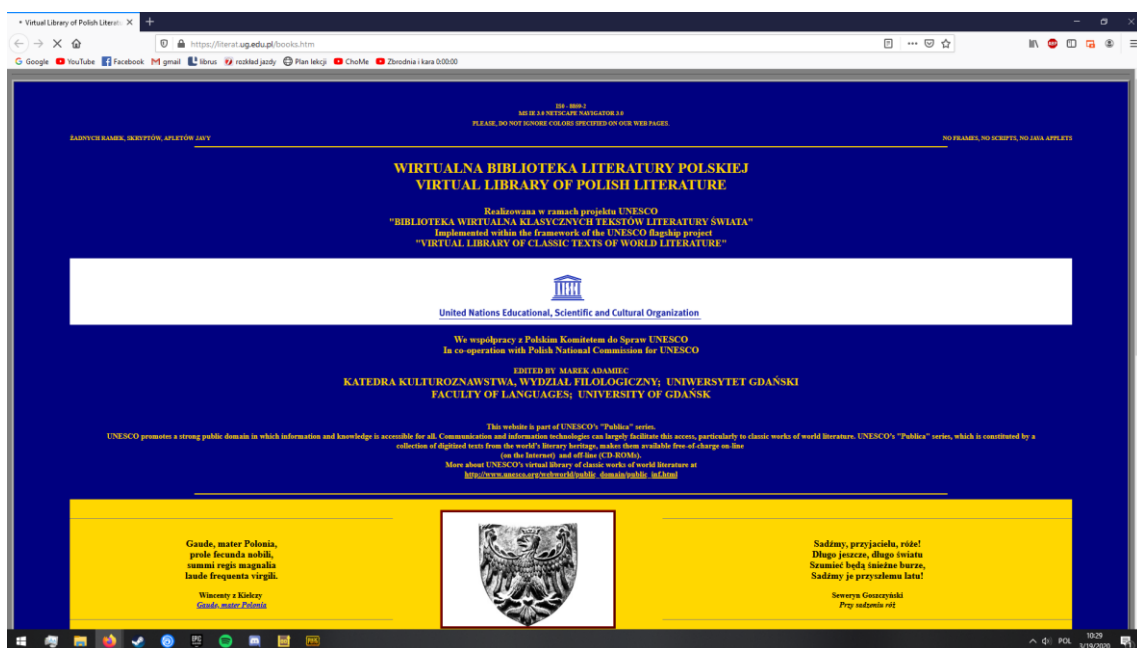 Virtual Library of Polish Literatu
https://literat.ug.edu.pl/books.htm
Google YouTube Facebook gmail librus rozkład jazdy Plan lekcji ChoMe Zbrodnia i kara 0:00:00
ISO - 8859-2
MS IE 3.0 NETSCAPE NAVIGATOR 3.0
PLEASE, DO NOT IGNORE COLORS SPECIFIED ON OUR WEB PAGES.
ŻADNYCH RAMEK, SKRYPTÓW, APLETÓW JAVY
NO FRAMES, NO SCRIPTS, NO JAVA APPLETS
WIRTUALNA BIBLIOTEKA LITERATURY POLSKIEJ
VIRTUAL LIBRARY OF POLISH LITERATURE
Realizowana w ramach projektu UNESCO
"BIBLIOTEKA WIRTUALNA KLASYCZNYCH TEKSTÓW LITERATURY ŚWIATA"
Implemented within the framework of the UNESCO flagship project
"VIRTUAL LIBRARY OF CLASSIC TEXTS OF WORLD LITERATURE"
United Nations Educational, Scientific and Cultural Organization
We współpracy z Polskim Komitetem do Spraw UNESCO
In co-operation with Polish National Commission for UNESCO
EDITED BY MAREK ADAMIEC
KATEDRA KULTUROZNAWSTWA, WYDZIAŁ FILOLOGICZNY; UNIWERSYTET GDAŃSKI
FACULTY OF LANGUAGES; UNIVERSITY OF GDAŃSK
This website is part of UNESCO's "Publica" series.
UNESCO promotes a strong public domain in which information and knowledge is accessible for all. Communication and information technologies can largely facilitate this access, particularly to classic works of world literature. UNESCO's "Publica" series, which is constituted by a
collection of digitized texts from the world's literary heritage, makes them available free-of-charge on-line
(on the Internet) and off-line (CD-ROMs).
More about UNESCO's virtual library of classic works of world literature at
http://www.unesco.org/webworld/public_domain/public_inf.html
Gaude, mater Polonia,
prole fecunda nobili,
summi regis magnalia
laude frequenta virgili.
Wincenty z Kielczy
Gaude, mater Polonia
Sadźmy, przyjacielu, róże!
Długo jeszcze, długo światu
Szumieć będą śnieżne burze,
Sadźmy je przyszłemu latu!
Seweryn Goszczyński
Przy sadzeniu róż
POL
10:29
3/19/2020